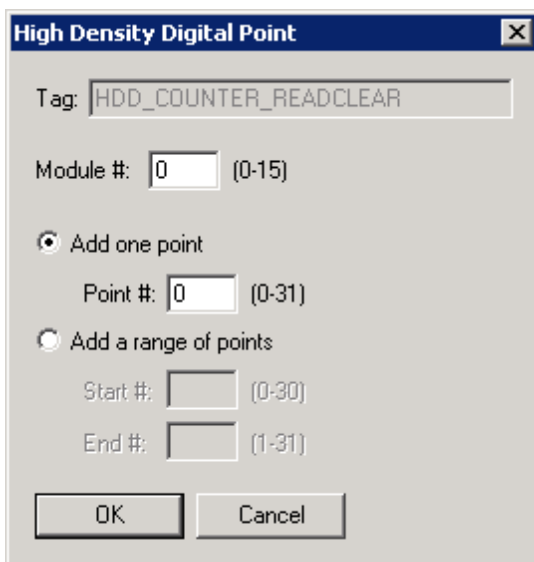 High Density Digital Point
Tag: HDD_COUNTER_READCLEAR
Module #: 0 (0-15)
Add one point
Point #: 0 (0-31)
Add a range of points
Start #: (0-30)
End #: (1-31)
OK Cancel